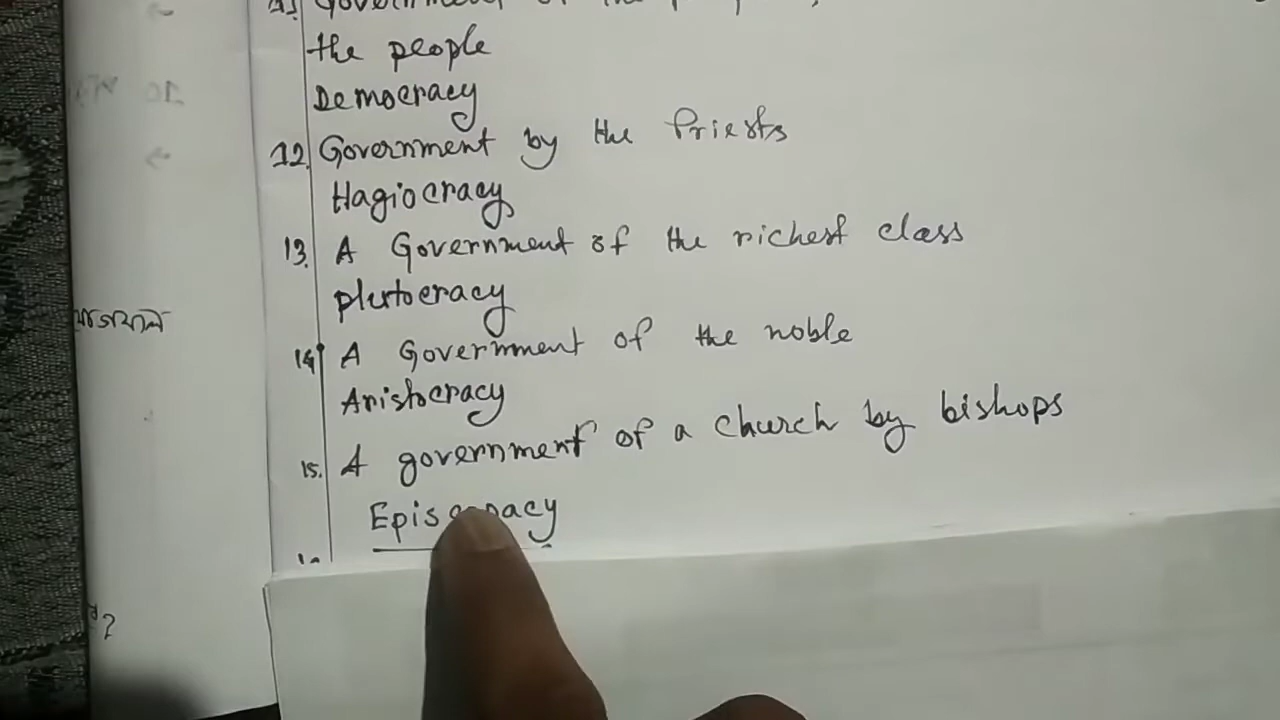 the people
Democracy
12. Government by the Priests
Hagiocracy
13. A Government of the richest class
plutocracy
14 A Government of the noble
Aristocracy
15. A government of a church by bishops
Episcopacy